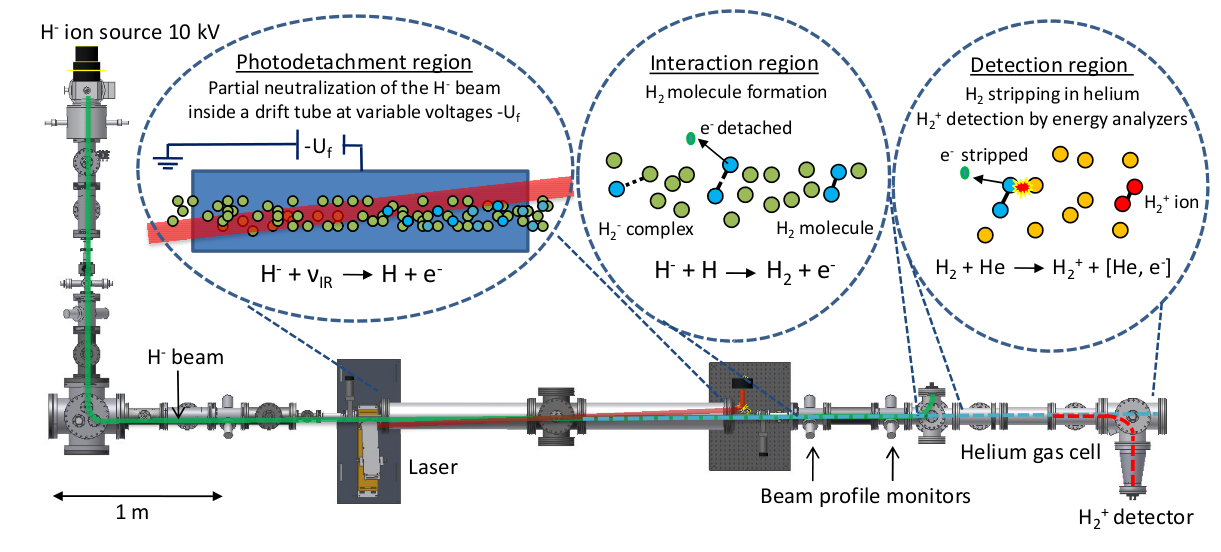 H⁻ ion source 10 kV
Photodetachment region
Partial neutralization of the H⁻ beam
inside a drift tube at variable voltages -U_f
-U_f
H⁻ + ν_IR → H + e⁻
Interaction region
H₂ molecule formation
e⁻ detached
H₂⁻ complex
H₂ molecule
H⁻ + H → H₂ + e⁻
Detection region
H₂ stripping in helium
H₂⁺ detection by energy analyzers
e⁻ stripped
H₂⁺ ion
H₂ + He → H₂⁺ + [He, e⁻]
H⁻ beam
Laser
Helium gas cell
Beam profile monitors
1 m
H₂⁺ detector